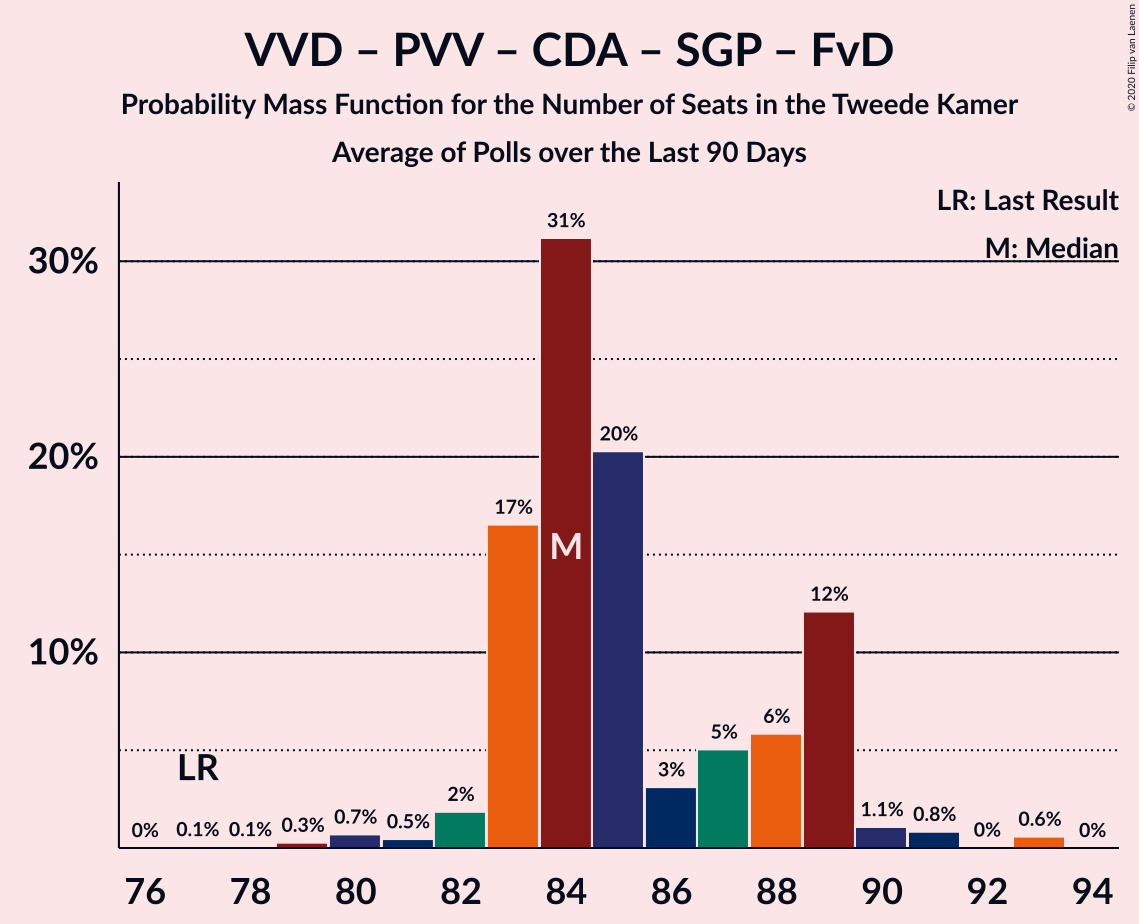 VVD – PVV – CDA – SGP – FvD
Probability Mass Function for the Number of Seats in the Tweede Kamer
Average of Polls over the Last 90 Days
© 2020 Filip van Laenen
LR: Last Result
M: Median
30%
20%
10%
0%
0.1%
0.1%
0.3%
0.7%
0.5%
2%
17%
31%
20%
3%
5%
6%
12%
1.1%
0.8%
0%
0.6%
0%
LR
M
76 78 80 82 84 86 88 90 92 94